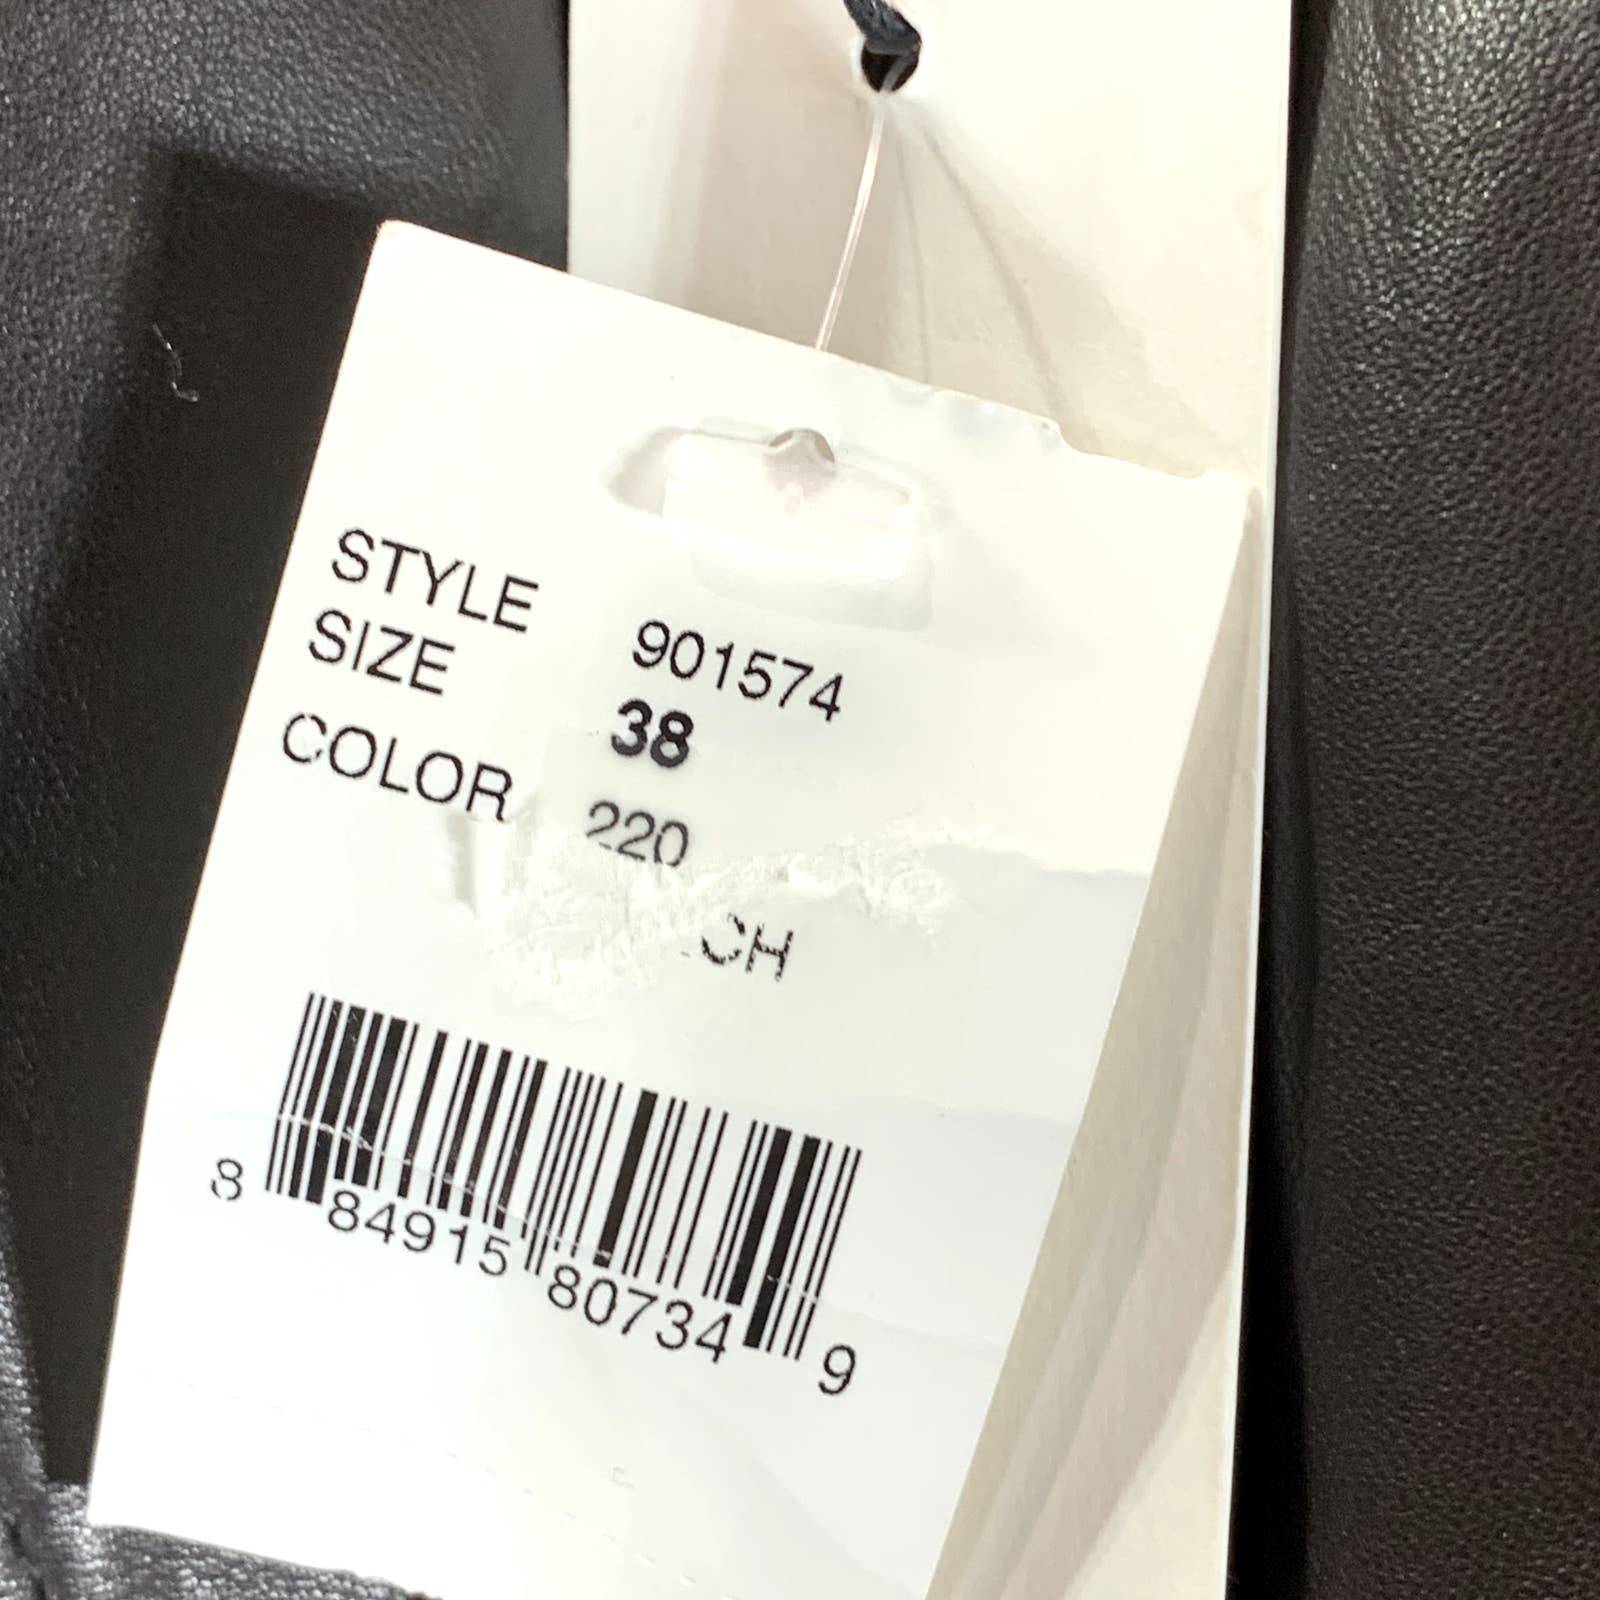 STYLE 901574
SIZE 38
COLOR 220
CH
8 84915 80734 9